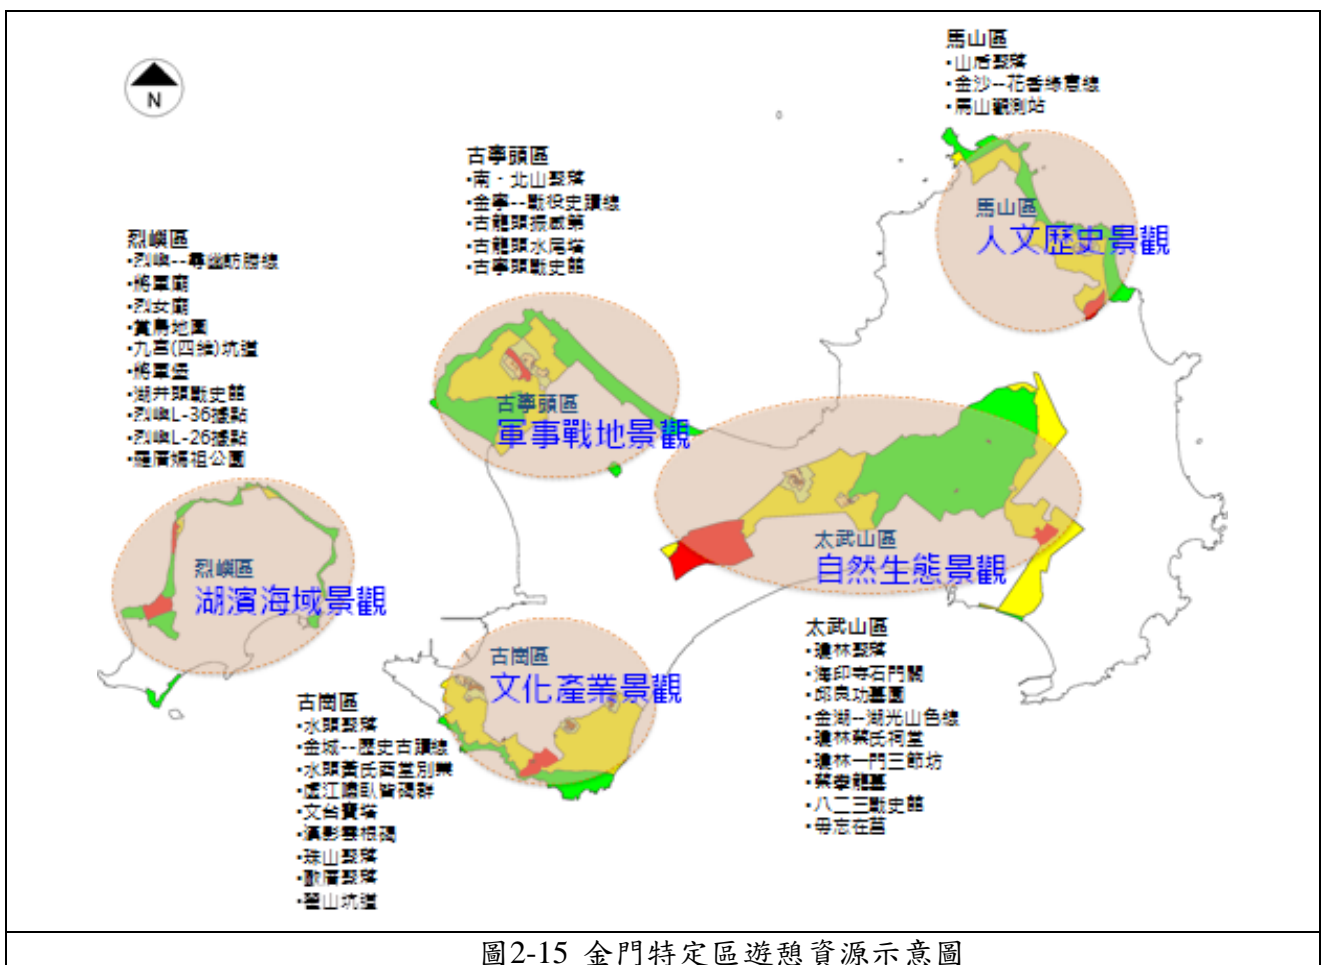 N
馬山區
•山后聚落
•金沙--花香綠意線
•馬山觀測站
古寧頭區
•南‧北山聚落
•金寧--戰役史蹟線
•古龍頭振威第
•古龍頭水尾塔
•古寧頭戰史館
烈嶼區
•烈嶼--尋幽訪勝線
•將軍廟
•烈女廟
•賞鳥地圖
•九宮(四維)坑道
•將軍堡
•湖井頭戰史館
•烈嶼L-36據點
•烈嶼L-26據點
•羅厝媽祖公園
馬山區
人文歷史景觀
古寧頭區
軍事戰地景觀
太武山區
自然生態景觀
烈嶼區
湖濱海域景觀
古崗區
文化產業景觀
太武山區
•瓊林聚落
•海印寺石門關
•邱良功墓園
•金湖--湖光山色線
•瓊林蔡氏祠堂
•瓊林一門三節坊
•蔡攀龍墓
•八二三戰史館
•毋忘在莒
古崗區
•水頭聚落
•金城--歷史古蹟線
•水頭黃氏酉堂別業
•虛江嘯臥碣群
•文台寶塔
•漢影雲根碣
•珠山聚落
•歐厝聚落
•翟山坑道
圖2-15 金門特定區遊憩資源示意圖